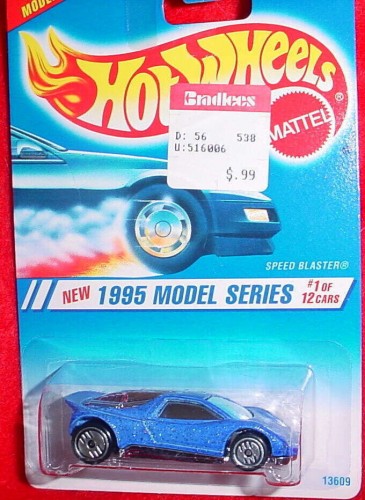 MODEL
HOT WHEELS
®
Bradlees
D: 56 538
U:516006
$.99
MATTEL
®
SPEED BLASTER®
NEW 1995 MODEL SERIES #1 OF 12 CARS
13609